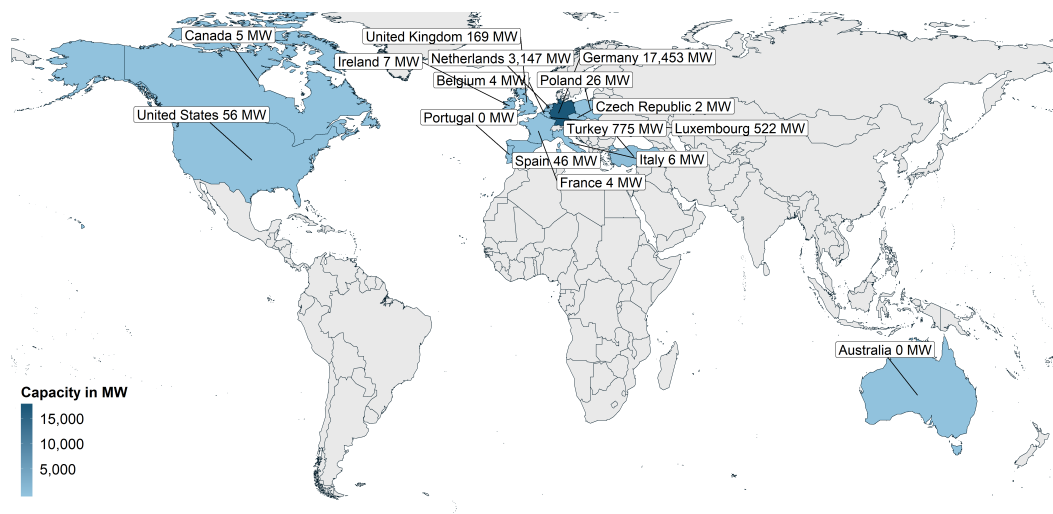 Canada 5 MW
United Kingdom 169 MW
Ireland 7 MW
Netherlands 3,147 MW
Germany 17,453 MW
Belgium 4 MW
Poland 26 MW
United States 56 MW
Portugal 0 MW
Czech Republic 2 MW
Turkey 775 MW
Luxembourg 522 MW
Spain 46 MW
Italy 6 MW
France 4 MW
Australia 0 MW
Capacity in MW
15,000
10,000
5,000